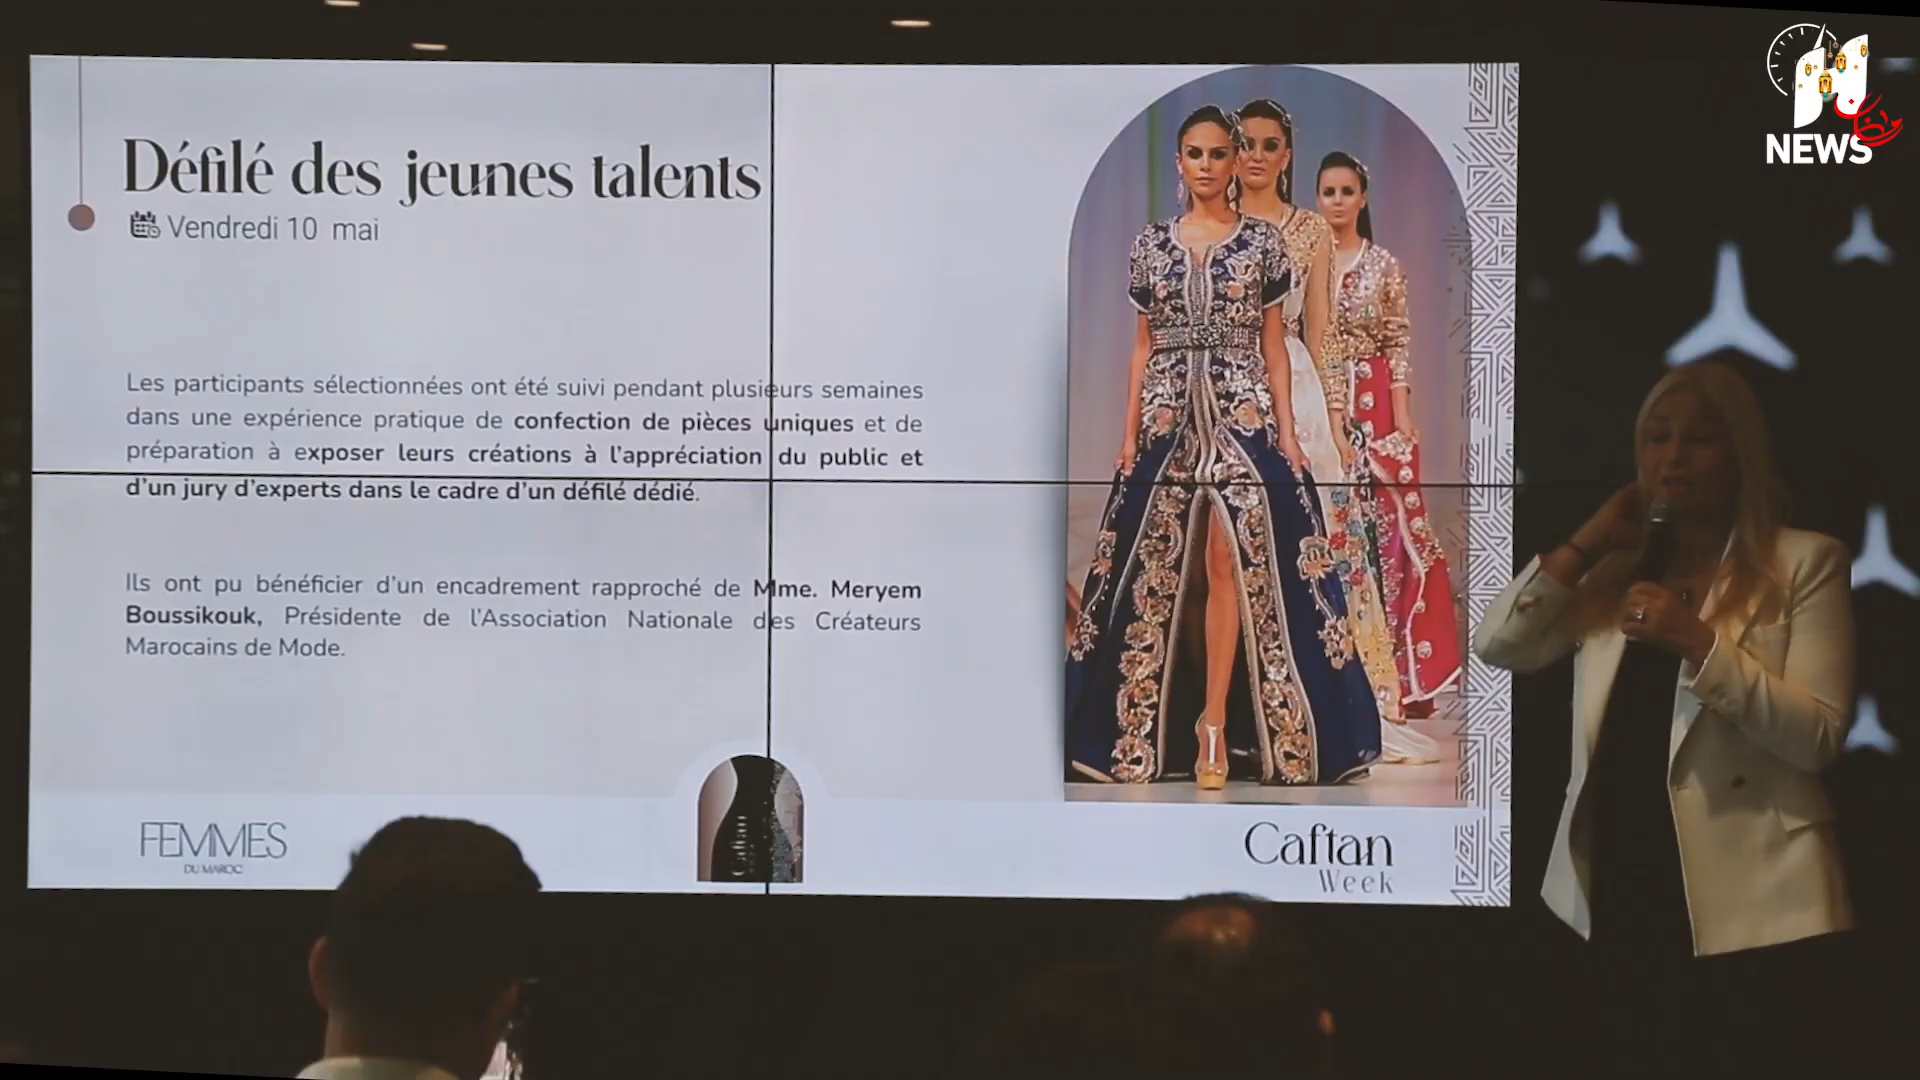 Défilé des jeunes talents
Vendredi 10 mai
Les participants sélectionnées ont été suivi pendant plusieurs semaines
dans une expérience pratique de confection de pièces uniques et de
préparation à exposer leurs créations à l'appréciation du public et
d'un jury d'experts dans le cadre d'un défilé dédié.
Ils ont pu bénéficier d'un encadrement rapproché de Mme. Meryem
Boussikouk, Présidente de l'Association Nationale des Créateurs
Marocains de Mode.
FEMMES
DU MAROC
Caftan
Caftan
Week
رمضان
NEWS